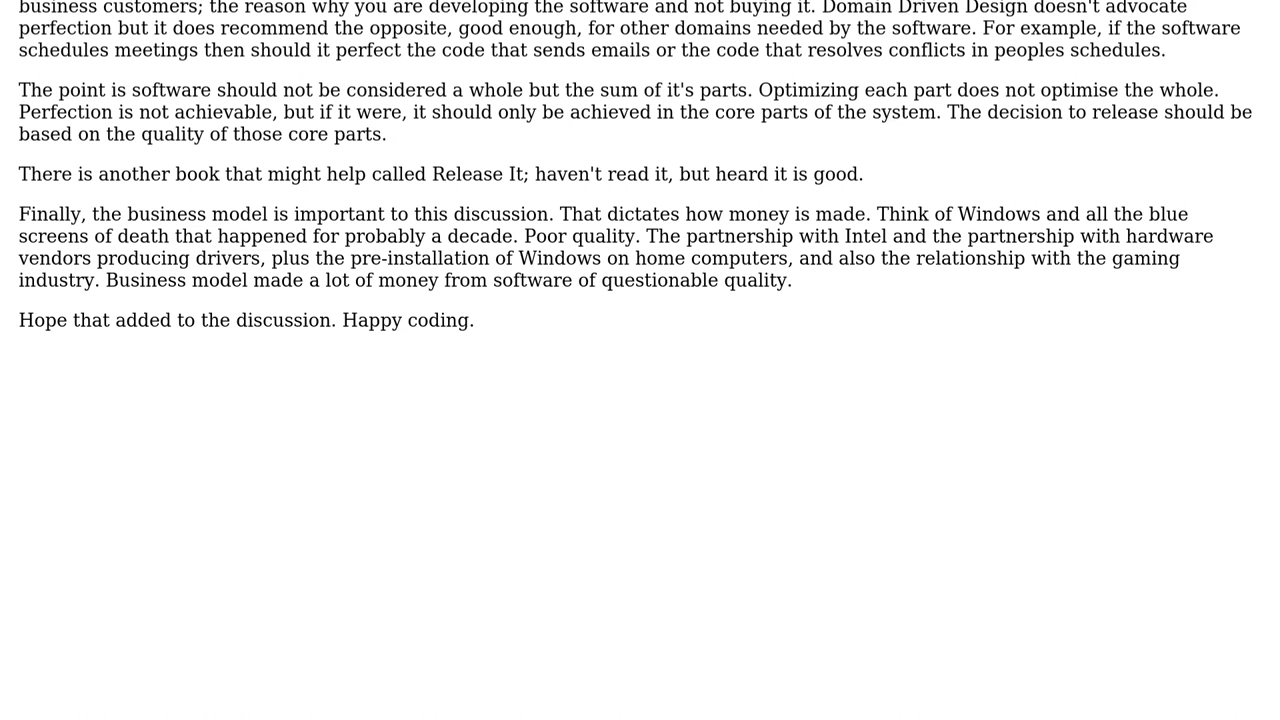 business customers; the reason why you are developing the software and not buying it. Domain Driven Design doesn't advocate
perfection but it does recommend the opposite, good enough, for other domains needed by the software. For example, if the software
schedules meetings then should it perfect the code that sends emails or the code that resolves conflicts in peoples schedules.
The point is software should not be considered a whole but the sum of it's parts. Optimizing each part does not optimise the whole.
Perfection is not achievable, but if it were, it should only be achieved in the core parts of the system. The decision to release should be
based on the quality of those core parts.
There is another book that might help called Release It; haven't read it, but heard it is good.
Finally, the business model is important to this discussion. That dictates how money is made. Think of Windows and all the blue
screens of death that happened for probably a decade. Poor quality. The partnership with Intel and the partnership with hardware
vendors producing drivers, plus the pre-installation of Windows on home computers, and also the relationship with the gaming
industry. Business model made a lot of money from software of questionable quality.
Hope that added to the discussion. Happy coding.